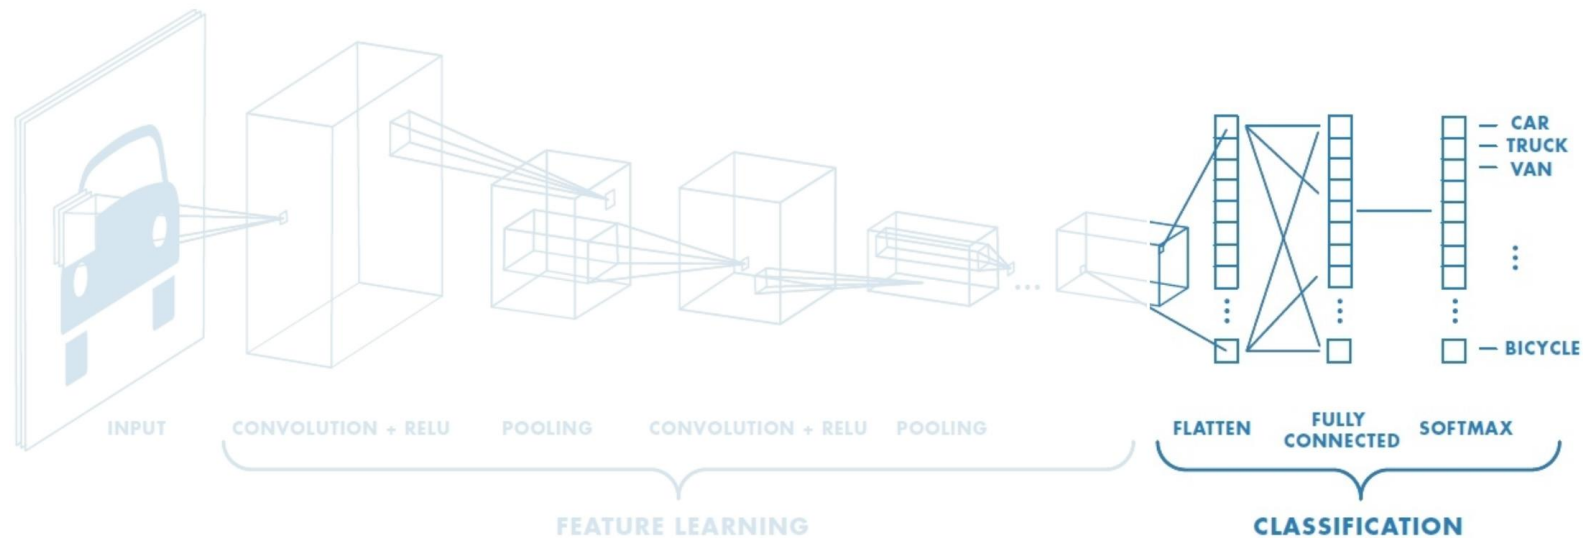 CAR
TRUCK
VAN
BICYCLE
INPUT
CONVOLUTION + RELU
POOLING
CONVOLUTION + RELU
POOLING
FLATTEN
FULLY
CONNECTED
SOFTMAX
FEATURE LEARNING
CLASSIFICATION